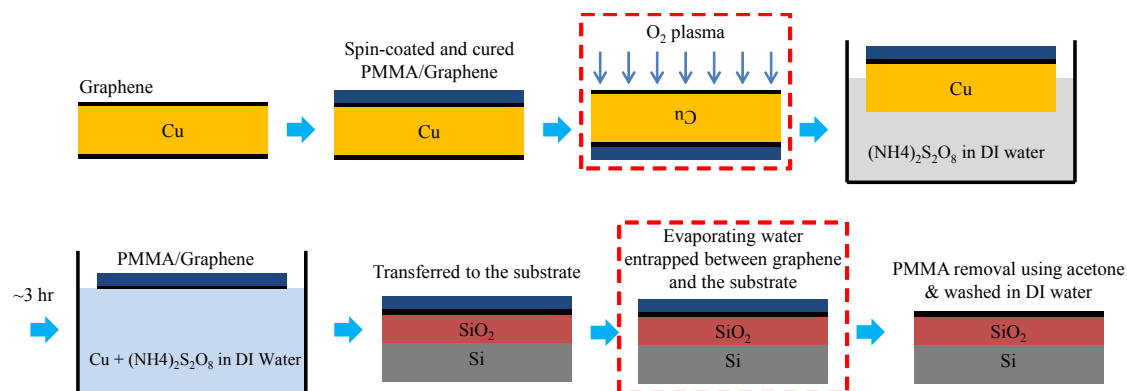 Graphene
Cu
Spin-coated and cured
PMMA/Graphene
Cu
O₂ plasma
Cu
Cu
(NH4)₂S₂O₈ in DI water
~3 hr
PMMA/Graphene
Cu + (NH4)₂S₂O₈ in DI Water
Transferred to the substrate
SiO₂
Si
Evaporating water
entrapped between graphene
and the substrate
SiO₂
Si
PMMA removal using acetone
& washed in DI water
SiO₂
Si